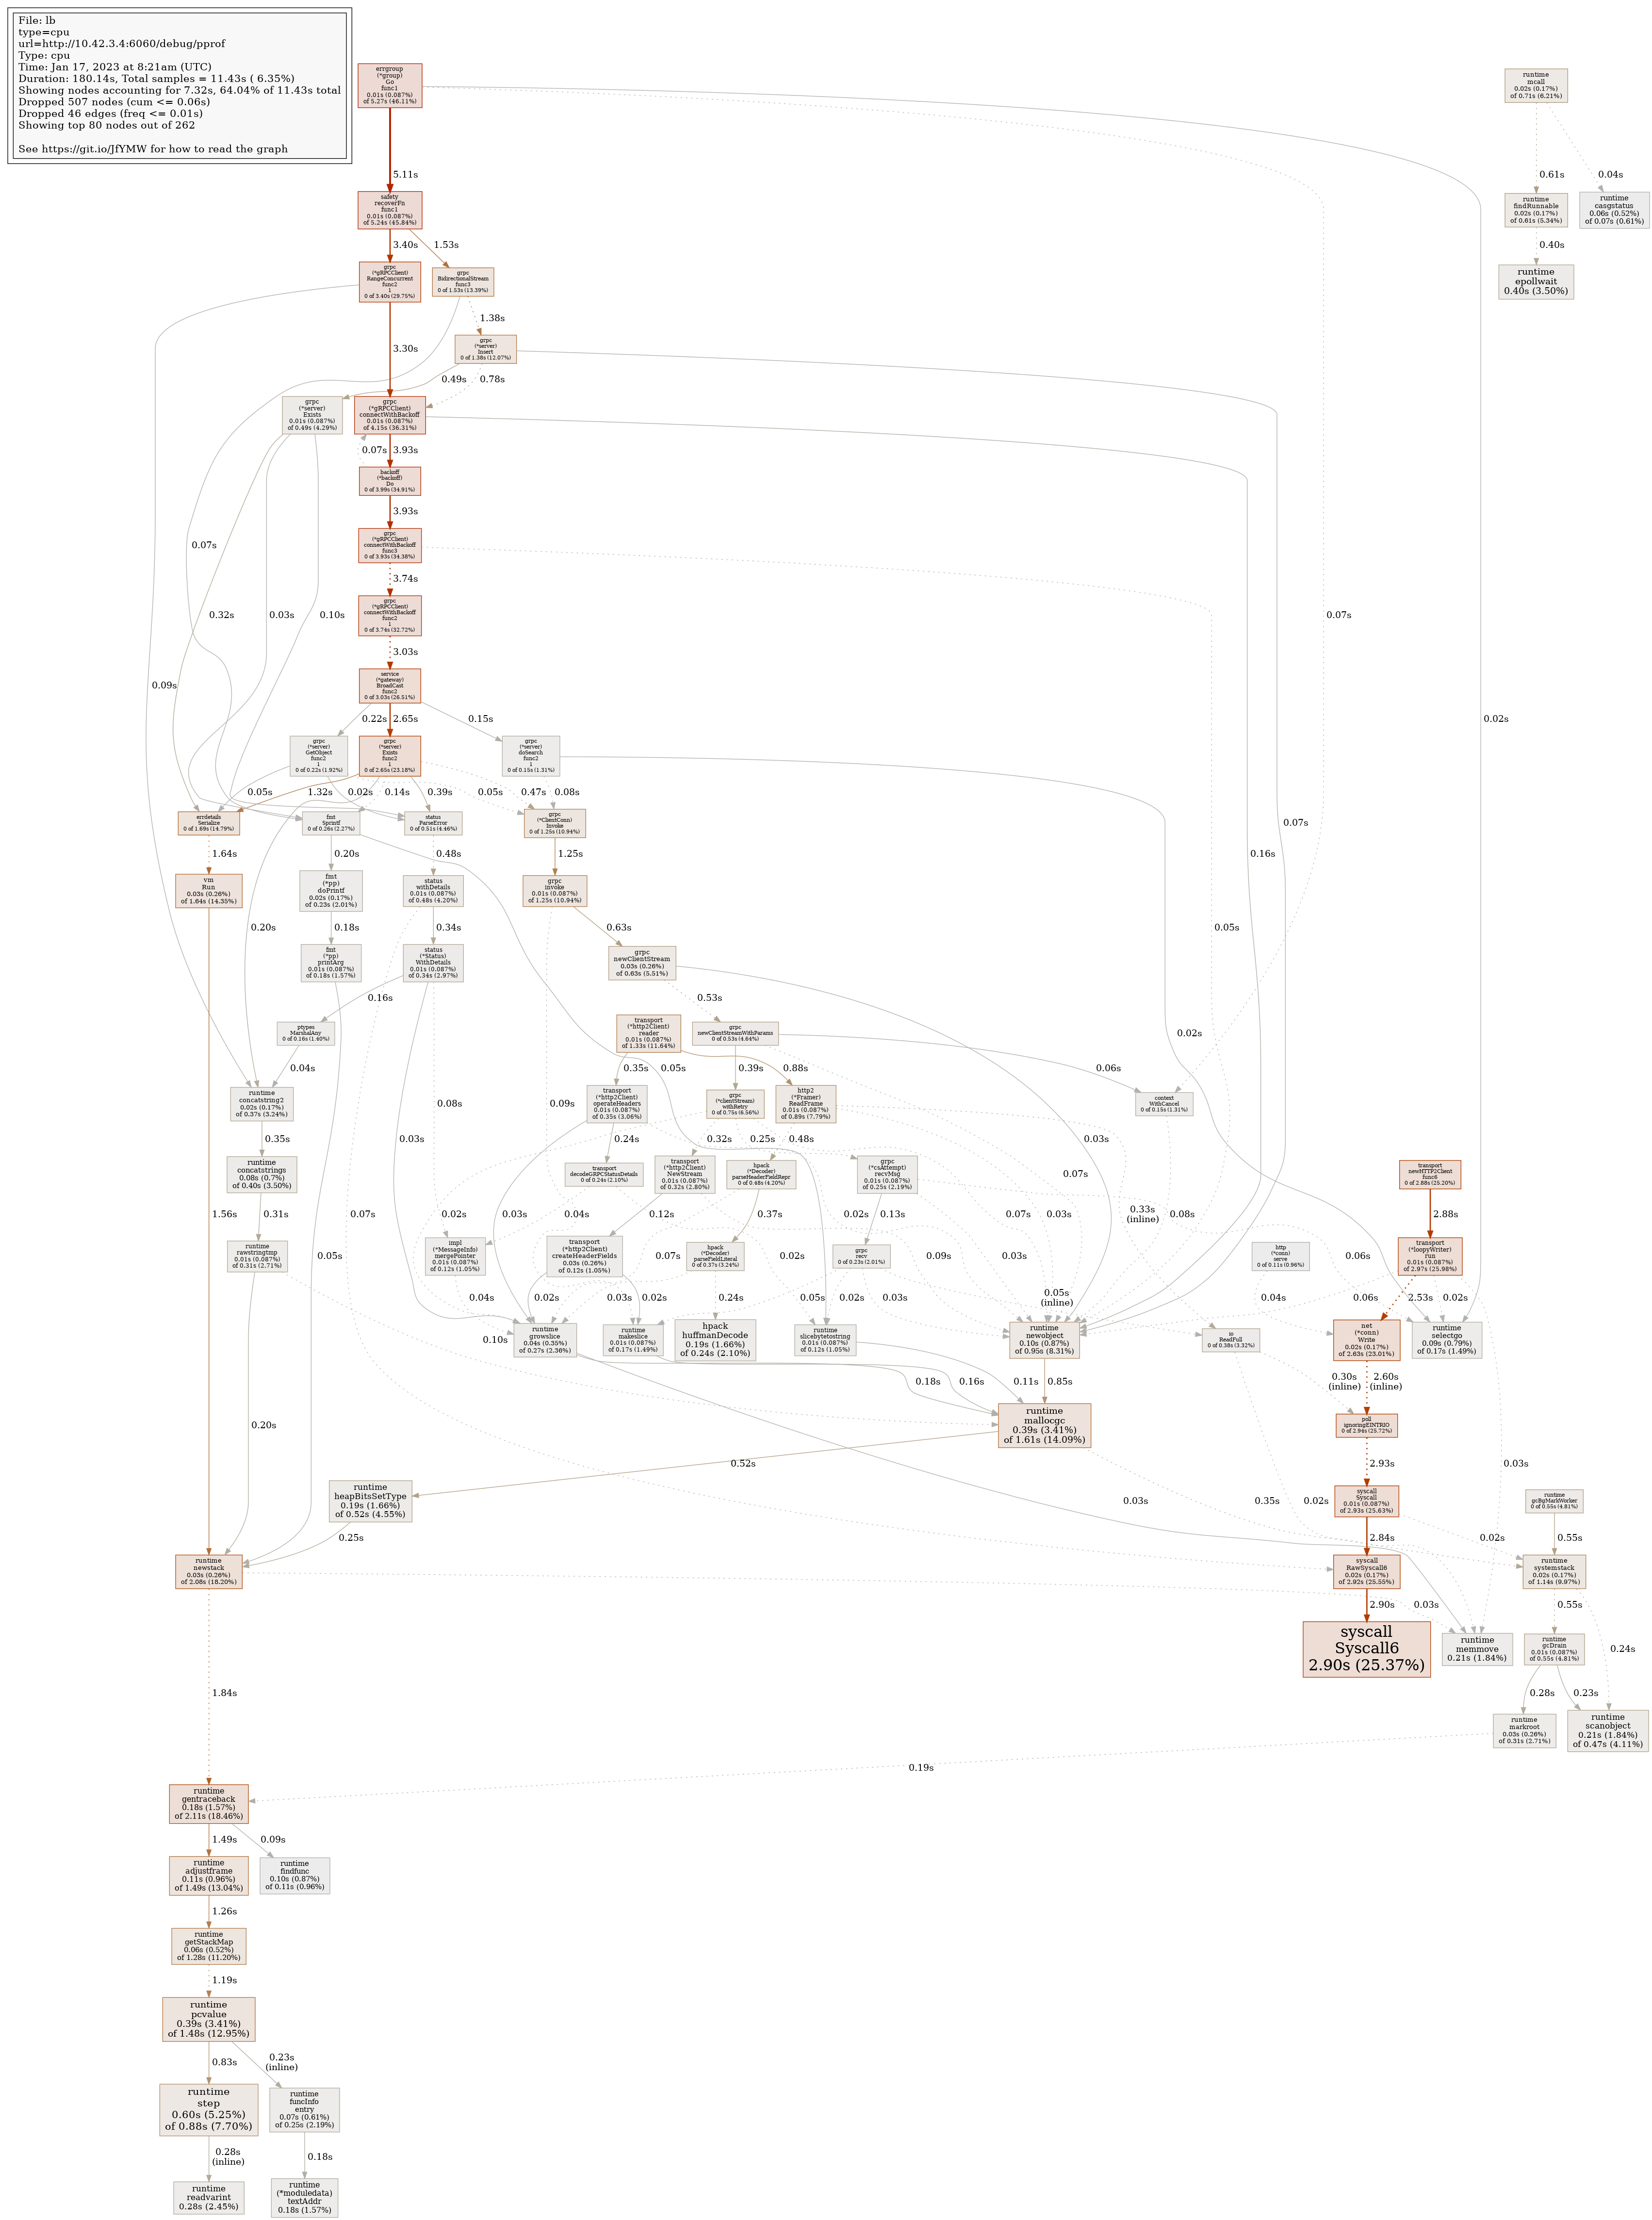 File: lb
type=cpu
url=http://10.42.3.4:6060/debug/pprof
Type: cpu
Time: Jan 17, 2023 at 8:21am (UTC)
Duration: 180.14s, Total samples = 11.43s ( 6.35%)
Showing nodes accounting for 7.32s, 64.04% of 11.43s total
Dropped 507 nodes (cum <= 0.06s)
Dropped 46 edges (freq <= 0.01s)
Showing top 80 nodes out of 262
See https://git.io/JfYMW for how to read the graph
errgroup
(*group)
Go
func1
0.01s (0.087%)
of 5.27s (46.11%)
runtime
mcall
0.02s (0.17%)
of 0.71s (6.21%)
5.11s
0.61s
0.04s
safety
recoverFn
func1
0.01s (0.087%)
of 5.24s (45.84%)
runtime
findRunnable
0.02s (0.17%)
of 0.61s (5.34%)
runtime
casgstatus
0.06s (0.52%)
of 0.07s (0.61%)
3.40s
1.53s
0.40s
grpc
(*gRPCClient)
RangeConcurrent
func2
1
0 of 3.40s (29.75%)
grpc
BidirectionalStream
func3
0 of 1.53s (13.39%)
runtime
epollwait
0.40s (3.50%)
1.38s
3.30s
grpc
(*server)
Insert
0 of 1.38s (12.07%)
0.49s
0.78s
grpc
(*server)
Exists
0.01s (0.087%)
of 0.49s (4.29%)
grpc
(*gRPCClient)
connectWithBackoff
0.01s (0.087%)
of 4.15s (36.31%)
0.07s
3.93s
backoff
(*backoff)
Do
0 of 3.99s (34.91%)
3.93s
0.07s
grpc
(*gRPCClient)
connectWithBackoff
func3
0 of 3.93s (34.38%)
3.74s
grpc
(*gRPCClient)
connectWithBackoff
func2
1
0 of 3.74s (32.72%)
0.32s
0.03s
0.10s
0.07s
3.03s
0.09s
service
(*gateway)
BroadCast
func2
0 of 3.03s (26.51%)
0.22s
2.65s
0.15s
0.02s
grpc
(*server)
GetObject
func2
1
0 of 0.22s (1.92%)
grpc
(*server)
Exists
func2
1
0 of 2.65s (23.18%)
grpc
(*server)
doSearch
func2
1
0 of 0.15s (1.31%)
0.05s
1.32s
0.02s
0.14s
0.39s
0.05s
0.47s
0.08s
errdetails
Serialize
0 of 1.69s (14.79%)
fmt
Sprintf
0 of 0.26s (2.27%)
status
ParseError
0 of 0.51s (4.46%)
grpc
(*ClientConn)
Invoke
0 of 1.25s (10.94%)
0.07s
1.64s
0.20s
0.48s
1.25s
0.16s
vm
Run
0.03s (0.26%)
of 1.64s (14.35%)
fmt
(*pp)
doPrintf
0.02s (0.17%)
of 0.23s (2.01%)
status
withDetails
0.01s (0.087%)
of 0.48s (4.20%)
grpc
invoke
0.01s (0.087%)
of 1.25s (10.94%)
0.20s
0.18s
0.34s
0.63s
0.05s
fmt
(*pp)
printArg
0.01s (0.087%)
of 0.18s (1.57%)
status
(*Status)
WithDetails
0.01s (0.087%)
of 0.34s (2.97%)
grpc
newClientStream
0.03s (0.26%)
of 0.63s (5.51%)
0.16s
0.53s
ptypes
MarshalAny
0 of 0.16s (1.40%)
transport
(*http2Client)
reader
0.01s (0.087%)
of 1.33s (11.64%)
grpc
newClientStreamWithParams
0 of 0.53s (4.64%)
0.02s
0.04s
0.35s
0.05s
0.39s
0.88s
0.06s
runtime
concatstring2
0.02s (0.17%)
of 0.37s (3.24%)
0.08s
0.09s
transport
(*http2Client)
operateHeaders
0.01s (0.087%)
of 0.35s (3.06%)
grpc
(*clientStream)
withRetry
0 of 0.75s (6.56%)
http2
(*Framer)
ReadFrame
0.01s (0.087%)
of 0.89s (7.79%)
context
WithCancel
0 of 0.15s (1.31%)
0.35s
0.03s
0.24s
0.32s
0.25s
0.48s
0.03s
runtime
concatstrings
0.08s (0.7%)
of 0.40s (3.50%)
transport
decodeGRPCStatusDetails
0 of 0.24s (2.10%)
transport
(*http2Client)
NewStream
0.01s (0.087%)
of 0.32s (2.80%)
hpack
(*Decoder)
parseHeaderFieldRepr
0 of 0.48s (4.20%)
grpc
(*csAttempt)
recvMsg
0.01s (0.087%)
of 0.25s (2.19%)
0.07s
transport
newHTTP2Client
func6
0 of 2.88s (25.20%)
1.56s
0.31s
0.07s
0.02s
0.03s
0.04s
0.12s
0.37s
0.02s
0.13s
0.07s
0.03s
0.33s
(inline)
0.08s
2.88s
runtime
rawstringtmp
0.01s (0.087%)
of 0.31s (2.71%)
impl
(*MessageInfo)
mergePointer
0.01s (0.087%)
of 0.12s (1.05%)
transport
(*http2Client)
createHeaderFields
0.03s (0.26%)
of 0.12s (1.05%)
0.07s
hpack
(*Decoder)
parseFieldLiteral
0 of 0.37s (3.24%)
0.02s
grpc
recv
0 of 0.23s (2.01%)
0.09s
0.03s
http
(*conn)
serve
0 of 0.11s (0.96%)
0.06s
transport
(*loopyWriter)
run
0.01s (0.087%)
of 2.97s (25.98%)
0.05s
0.04s
0.02s
0.03s
0.02s
0.24s
0.05s
0.02s
0.03s
0.05s
(inline)
0.04s
0.06s
2.53s
0.02s
0.10s
runtime
growslice
0.04s (0.35%)
of 0.27s (2.36%)
runtime
makeslice
0.01s (0.087%)
of 0.17s (1.49%)
hpack
huffmanDecode
0.19s (1.66%)
of 0.24s (2.10%)
runtime
slicebytetostring
0.01s (0.087%)
of 0.12s (1.05%)
runtime
newobject
0.10s (0.87%)
of 0.95s (8.31%)
io
ReadFull
0 of 0.38s (3.32%)
net
(*conn)
Write
0.02s (0.17%)
of 2.63s (23.01%)
runtime
selectgo
0.09s (0.79%)
of 0.17s (1.49%)
0.18s
0.16s
0.11s
0.85s
0.30s
(inline)
2.60s
(inline)
0.20s
runtime
mallocgc
0.39s (3.41%)
of 1.61s (14.09%)
poll
ignoringEINTRIO
0 of 2.94s (25.72%)
0.52s
2.93s
0.03s
runtime
heapBitsSetType
0.19s (1.66%)
of 0.52s (4.55%)
0.03s
0.35s
0.02s
syscall
Syscall
0.01s (0.087%)
of 2.93s (25.63%)
runtime
gcBgMarkWorker
0 of 0.55s (4.81%)
0.25s
2.84s
0.02s
0.55s
runtime
newstack
0.03s (0.26%)
of 2.08s (18.20%)
syscall
RawSyscall6
0.02s (0.17%)
of 2.92s (25.55%)
runtime
systemstack
0.02s (0.17%)
of 1.14s (9.97%)
2.90s
0.03s
0.55s
syscall
Syscall6
2.90s (25.37%)
runtime
memmove
0.21s (1.84%)
runtime
gcDrain
0.01s (0.087%)
of 0.55s (4.81%)
0.24s
1.84s
0.28s
0.23s
runtime
markroot
0.03s (0.26%)
of 0.31s (2.71%)
runtime
scanobject
0.21s (1.84%)
of 0.47s (4.11%)
0.19s
runtime
gentraceback
0.18s (1.57%)
of 2.11s (18.46%)
1.49s
0.09s
runtime
adjustframe
0.11s (0.96%)
of 1.49s (13.04%)
runtime
findfunc
0.10s (0.87%)
of 0.11s (0.96%)
1.26s
runtime
getStackMap
0.06s (0.52%)
of 1.28s (11.20%)
1.19s
runtime
pcvalue
0.39s (3.41%)
of 1.48s (12.95%)
0.83s
0.23s
(inline)
runtime
step
0.60s (5.25%)
of 0.88s (7.70%)
runtime
funcInfo
entry
0.07s (0.61%)
of 0.25s (2.19%)
0.28s
(inline)
0.18s
runtime
readvarint
0.28s (2.45%)
runtime
(*moduledata)
textAddr
0.18s (1.57%)